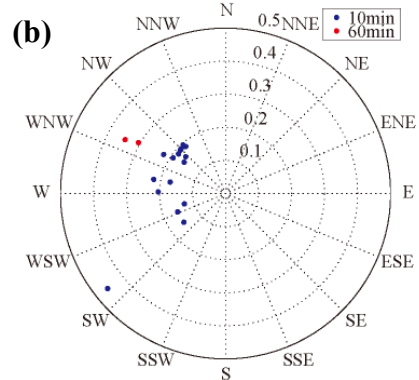 (b)
N
0.5
10min
60min
NNW
NNE
0.4
NW
NE
0.3
WNW
0.2
ENE
0.1
W
E
WSW
ESE
SW
SE
SSW
SSE
S